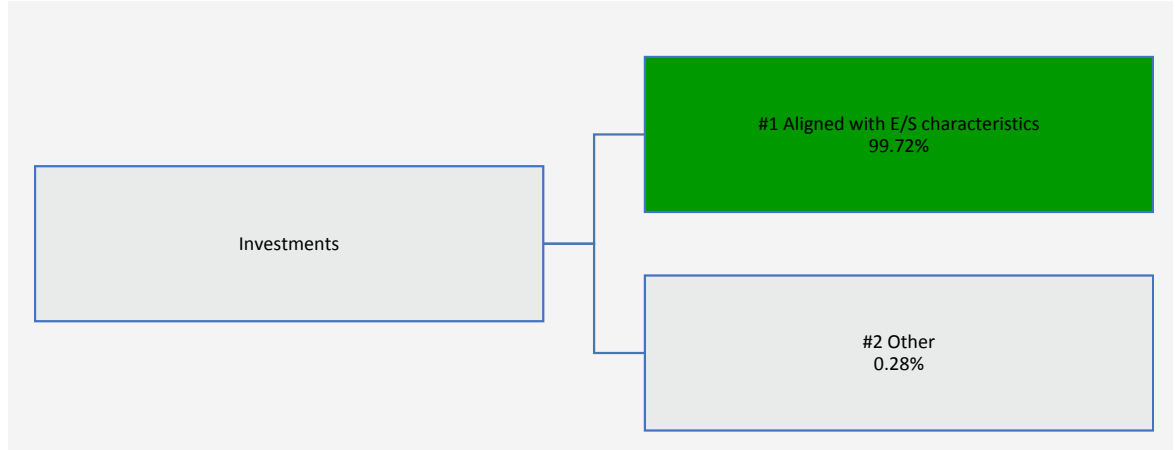 #1 Aligned with E/S characteristics
99.72%
Investments
#2 Other
0.28%